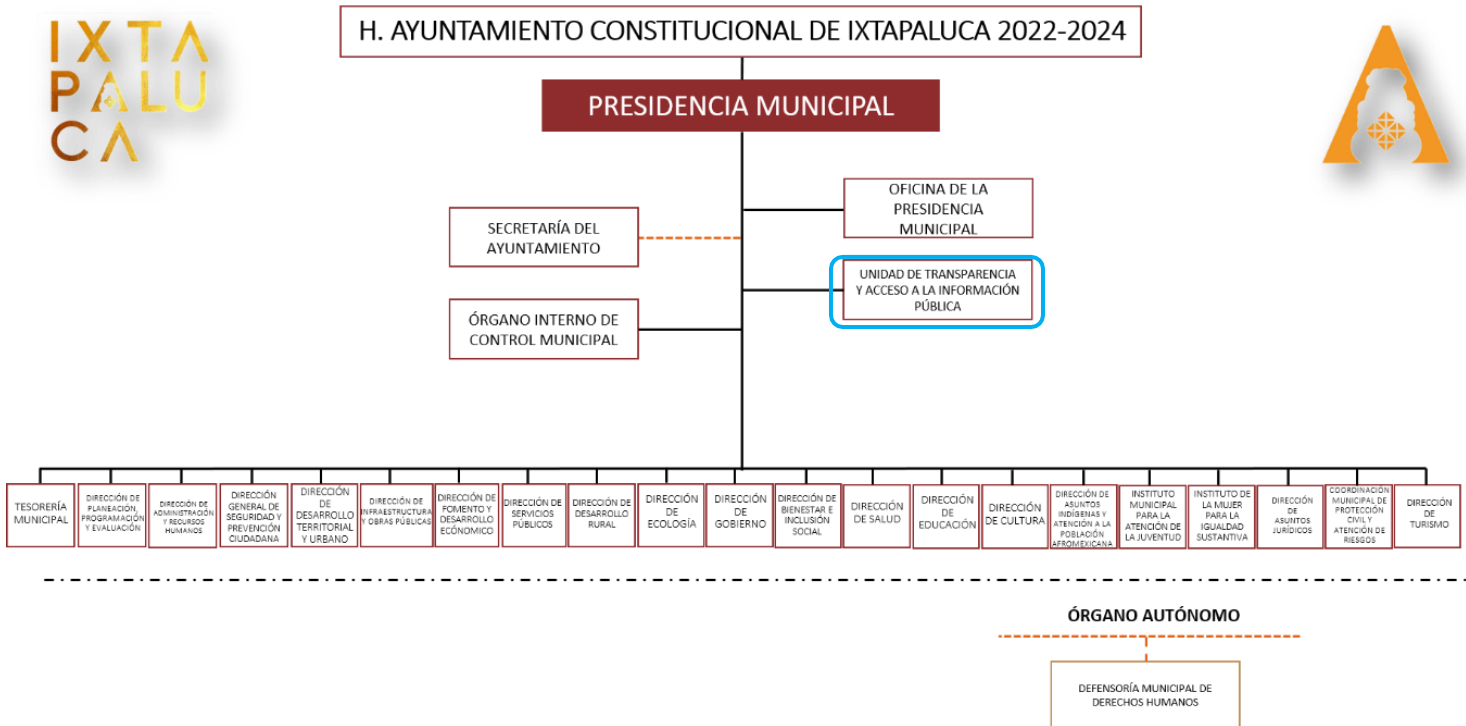 IXTA
PALU
CA
H. AYUNTAMIENTO CONSTITUCIONAL DE IXTAPALUCA 2022-2024
PRESIDENCIA MUNICIPAL
OFICINA DE LA
PRESIDENCIA
MUNICIPAL
SECRETARÍA DEL
AYUNTAMIENTO
UNIDAD DE TRANSPARENCIA
Y ACCESO A LA INFORMACIÓN
PÚBLICA
ÓRGANO INTERNO DE
CONTROL MUNICIPAL
TESORERÍA
MUNICIPAL
DIRECCIÓN DE
PLANEACIÓN,
PROGRAMACIÓN
Y EVALUACIÓN
DIRECCIÓN DE
ADMINISTRACIÓN
Y RECURSOS
HUMANOS
DIRECCIÓN
GENERAL DE
SEGURIDAD Y
PREVENCIÓN
CIUDADANA
DIRECCIÓN
DE
DESARROLLO
TERRITORIAL
Y URBANO
DIRECCIÓN DE
INFRAESTRUCTURA
Y OBRAS PÚBLICAS
DIRECCIÓN DE
FOMENTO Y
DESARROLLO
ECONÓMICO
DIRECCIÓN DE
SERVICIOS
PÚBLICOS
DIRECCIÓN DE
DESARROLLO
RURAL
DIRECCIÓN
DE
ECOLOGÍA
DIRECCIÓN
DE
GOBIERNO
DIRECCIÓN DE
BIENESTAR E
INCLUSIÓN
SOCIAL
DIRECCIÓN
DE SALUD
DIRECCIÓN
DE
EDUCACIÓN
DIRECCIÓN
DE CULTURA
DIRECCIÓN DE
ASUNTOS
INDÍGENAS Y
ATENCIÓN A LA
POBLACIÓN
AFROMEXICANA
INSTITUTO
MUNICIPAL
PARA LA
ATENCIÓN DE
LA JUVENTUD
INSTITUTO DE
LA MUJER
PARA LA
IGUALDAD
SUSTANTIVA
DIRECCIÓN
DE
ASUNTOS
JURÍDICOS
COORDINACIÓN
MUNICIPAL DE
PROTECCIÓN
CIVIL Y
ATENCIÓN DE
RIESGOS
DIRECCIÓN
DE
TURISMO
ÓRGANO AUTÓNOMO
DEFENSORÍA MUNICIPAL DE
DERECHOS HUMANOS